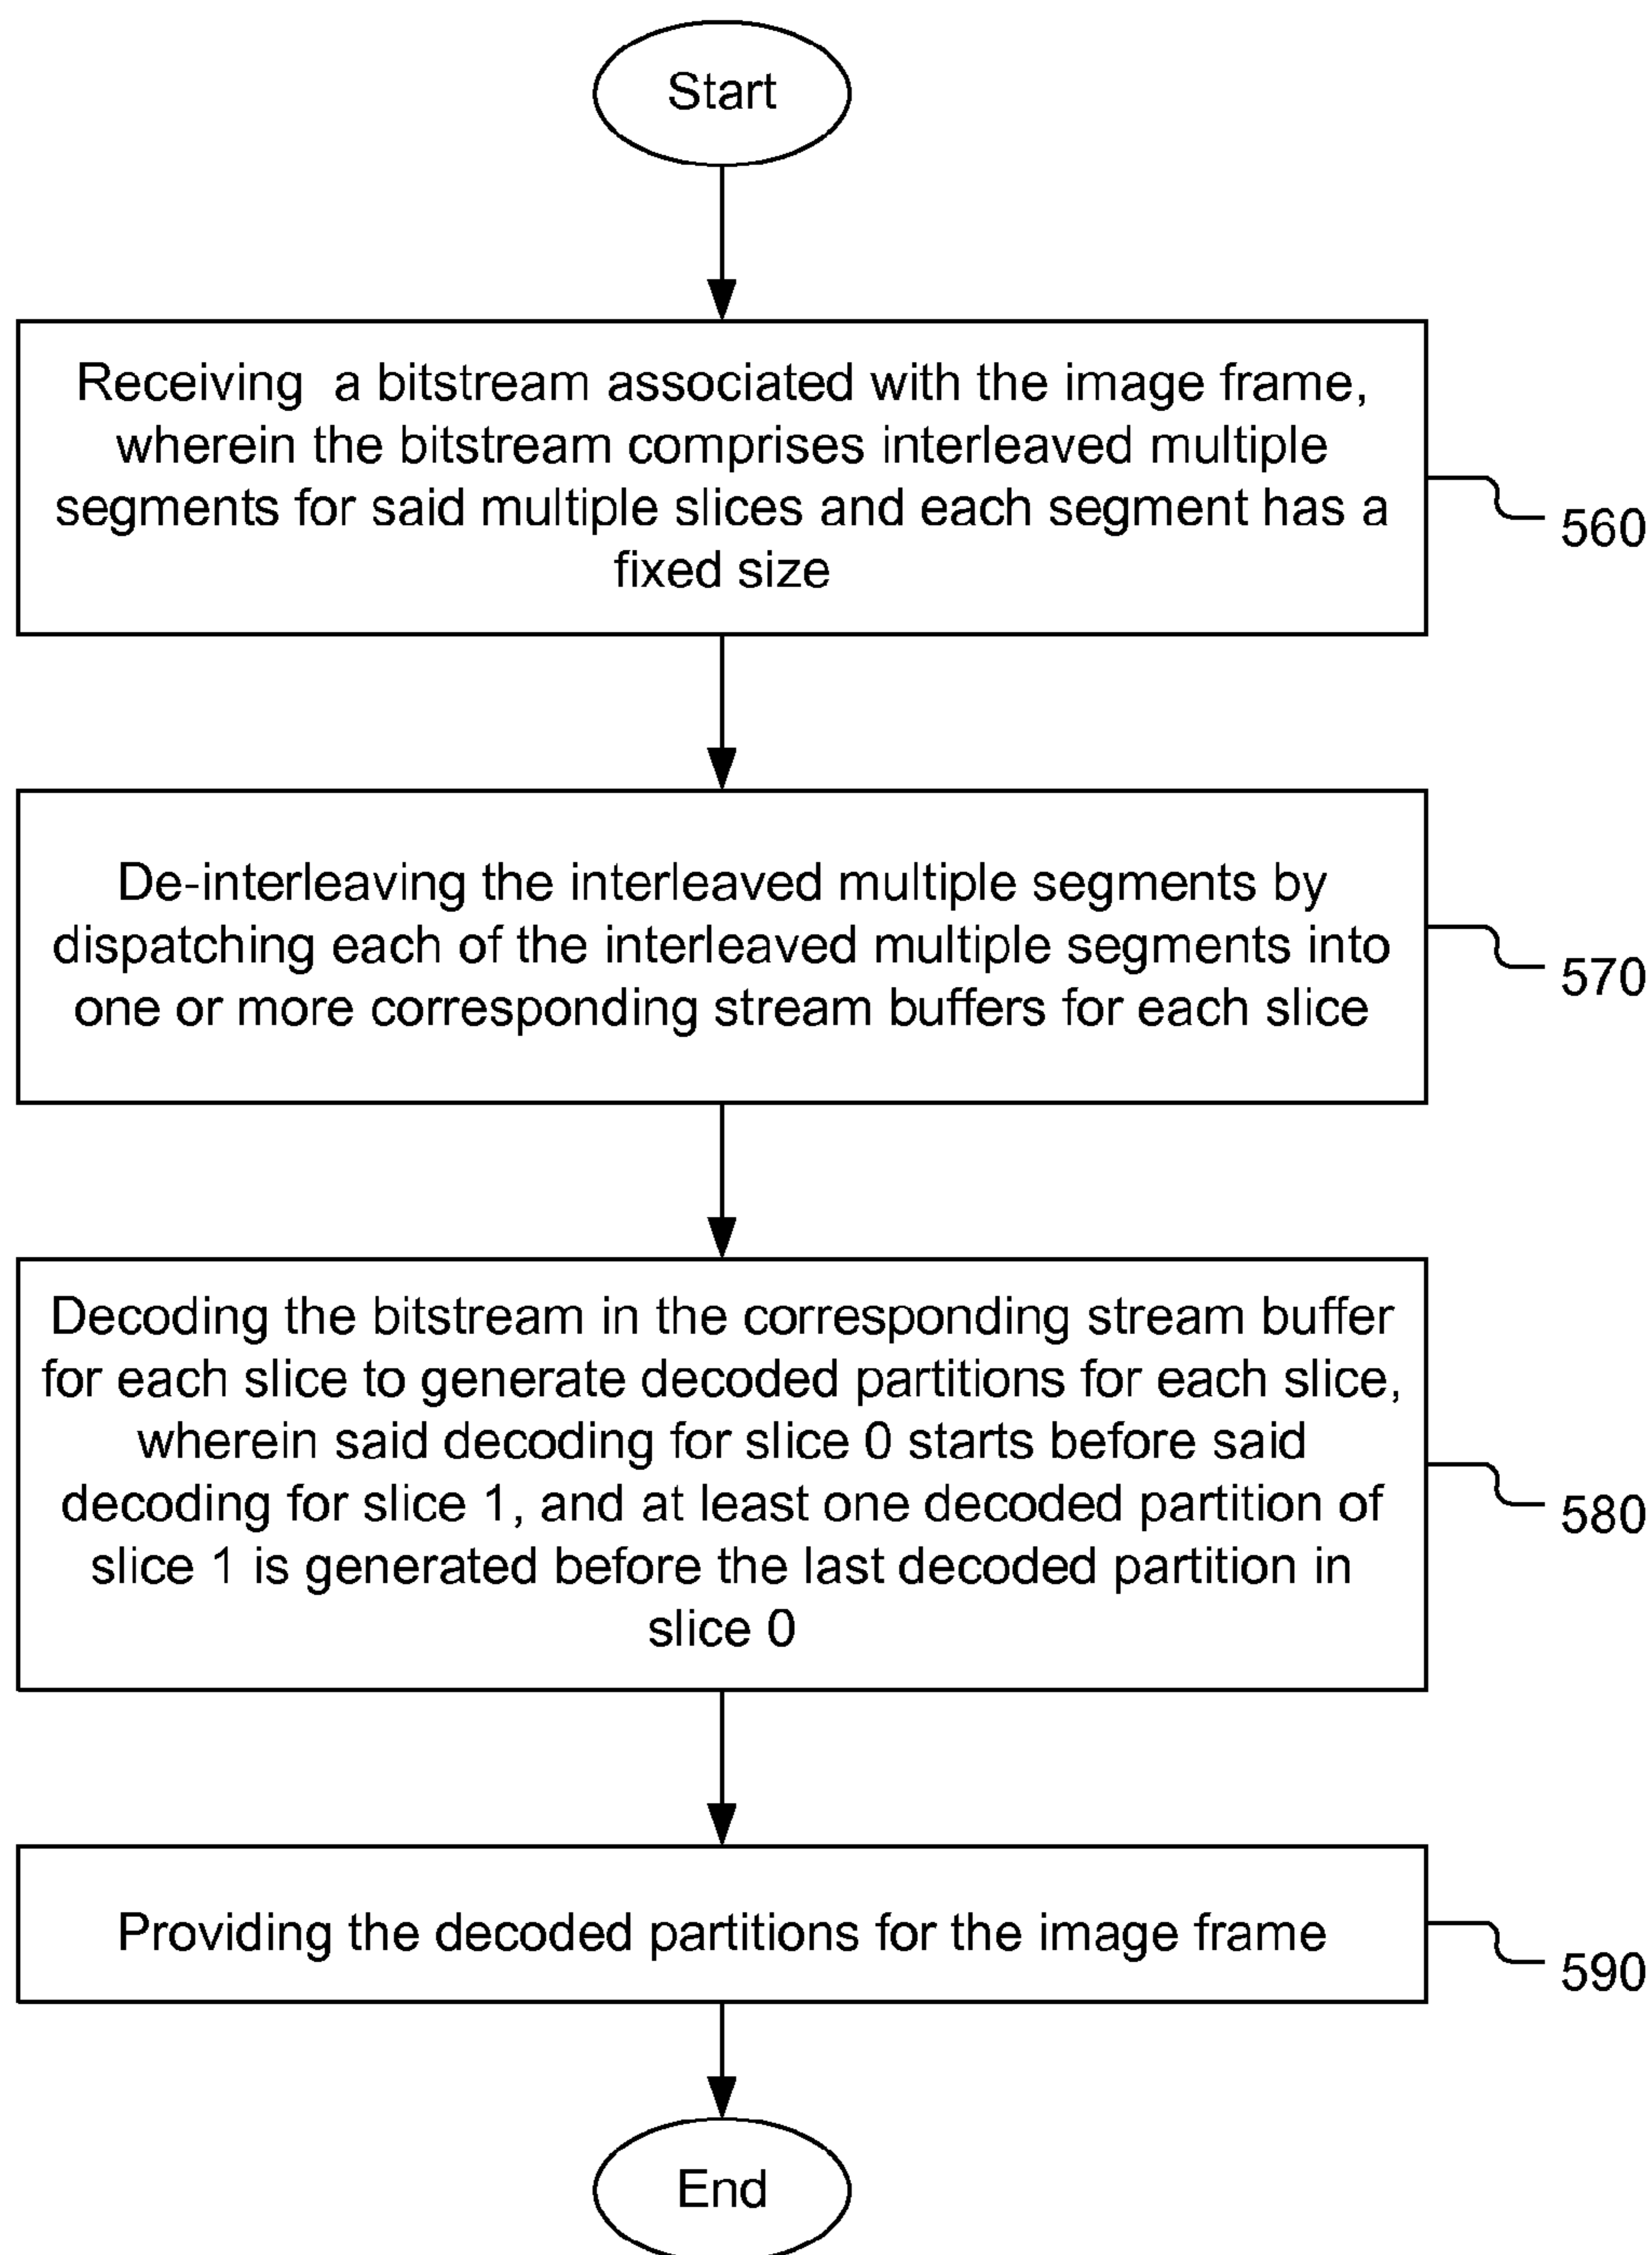 Start
Receiving a bitstream associated with the image frame,
wherein the bitstream comprises interleaved multiple
segments for said multiple slices and each segment has a
fixed size
560
De-interleaving the interleaved multiple segments by
dispatching each of the interleaved multiple segments into
one or more corresponding stream buffers for each slice
570
Decoding the bitstream in the corresponding stream buffer
for each slice to generate decoded partitions for each slice,
wherein said decoding for slice 0 starts before said
decoding for slice 1, and at least one decoded partition of
slice 1 is generated before the last decoded partition in
slice 0
580
Providing the decoded partitions for the image frame
590
End